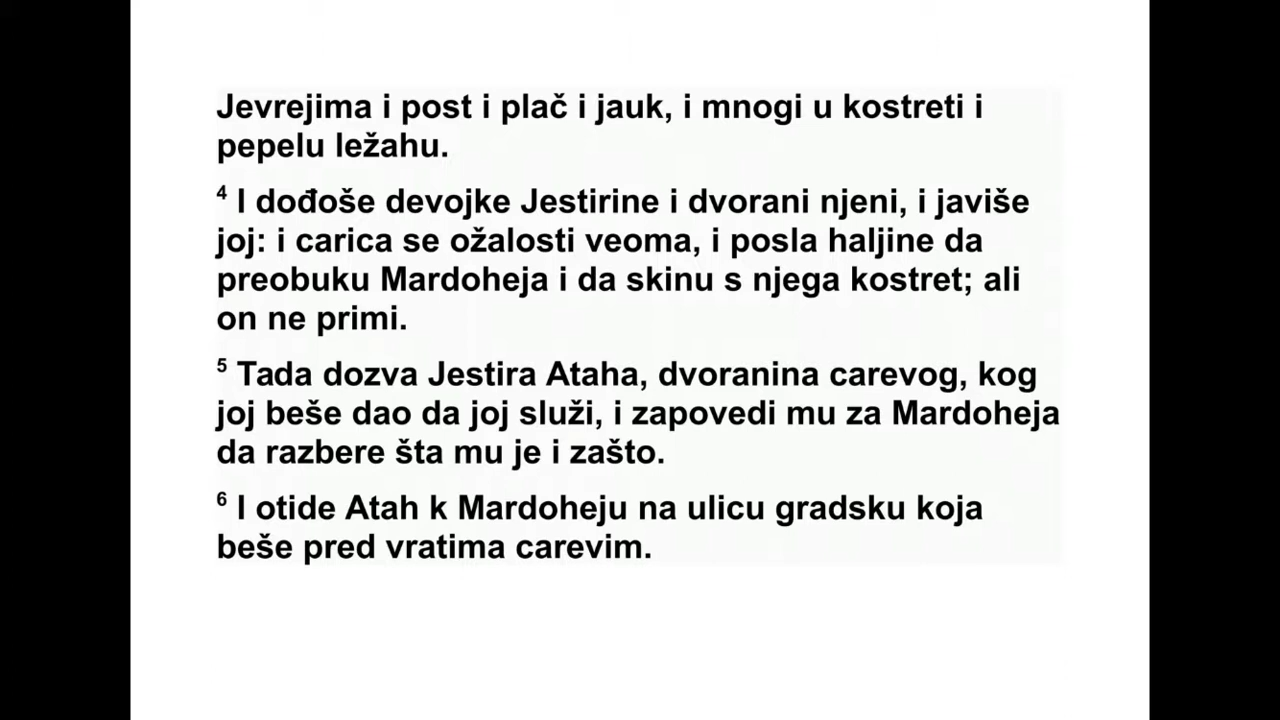 Jevrejima i post i plač i jauk, i mnogi u kostreti i
pepelu ležahu.
4 I dođoše devojke Jestirine i dvorani njeni, i javiše
joj: i carica se ožalosti veoma, i posla haljine da
preobuku Mardoheja i da skinu s njega kostret; ali
on ne primi.
5 Tada dozva Jestira Ataha, dvoranina carevog, kog
joj beše dao da joj služi, i zapovedi mu za Mardoheja
da razbere šta mu je i zašto.
6 I otide Atah k Mardoheju na ulicu gradsku koja
beše pred vratima carevim.